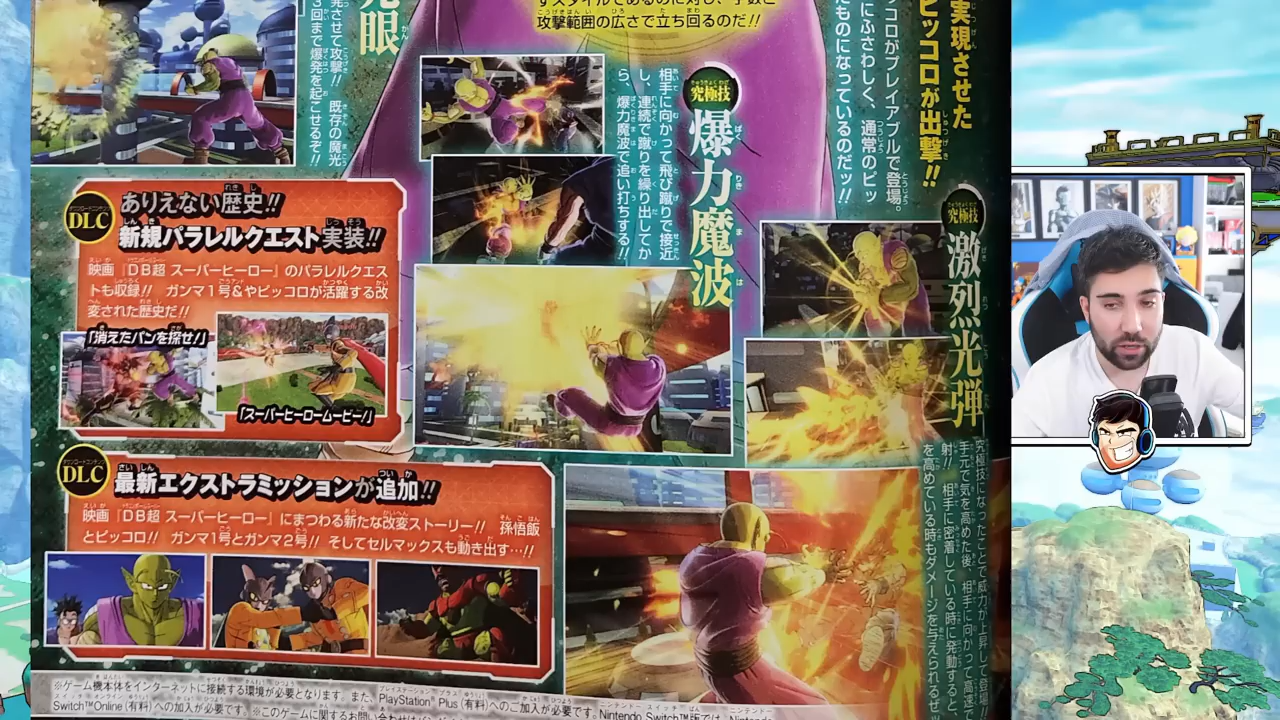 実現させた
ピッコロが出撃!!
コロがプレイアブルで登場。
にふさわしく、通常のピッ
たものになっているのだッ!!
攻撃範囲の広さで立ち回るのだ!!
光眼
発させて攻撃!! 既存の魔光
3回まで爆発を起こせるぞ!!
究極技
爆力魔波
相手に向かって飛び蹴りで接近
し、連続で蹴りを繰り出してか
ら、爆力魔波で追い打ちする!!
究極技
激烈光弾
究極技になったことで威力が上昇して登場!!
手元で気を高めた後、相手に向かって高速で
射!! 相手に密着している時に発動すると、
を高めている時もダメージを与えられるぞッ
DLC
ありえない歴史!!
新規パラレルクエスト実装!!
映画『DB超 スーパーヒーロー』のパラレルクエス
トも収録!! ガンマ1号&やピッコロが活躍する改
変された歴史だ!!
「消えたパンを探せ!」
「スーパーヒーロームービー!」
DLC
最新エクストラミッションが追加!!
映画『DB超 スーパーヒーロー』にまつわる新たな改変ストーリー!! 孫悟飯
とピッコロ!! ガンマ1号とガンマ2号!! そしてセルマックスも動き出す…!!
※ゲーム機本体をインターネットに接続する環境が必要となります。また、PlayStation®Plus(有料)へのご加入が必要です。
Switch Online(有料)への加入が必要です。